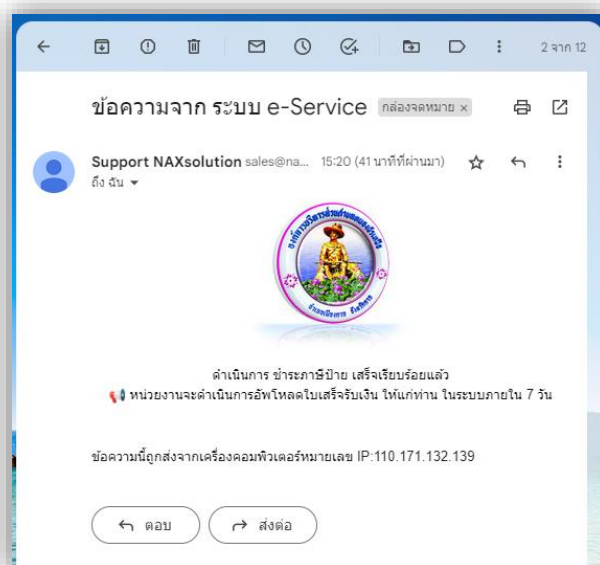 2 จาก 12
ข้อความจาก ระบบ e-Service กล่องจดหมาย ×
Support NAXsolution sales@na... 15:20 (41 นาทีที่ผ่านมา)
ถึง ฉัน
ดำเนินการ ชำระภาษีป้าย เสร็จเรียบร้อยแล้ว
📢 หน่วยงานจะดำเนินการอัพโหลดใบเสร็จรับเงิน ให้แก่ท่าน ในระบบภายใน 7 วัน
ข้อความนี้ถูกส่งจากเครื่องคอมพิวเตอร์หมายเลข IP:110.171.132.139
ตอบ
ส่งต่อ